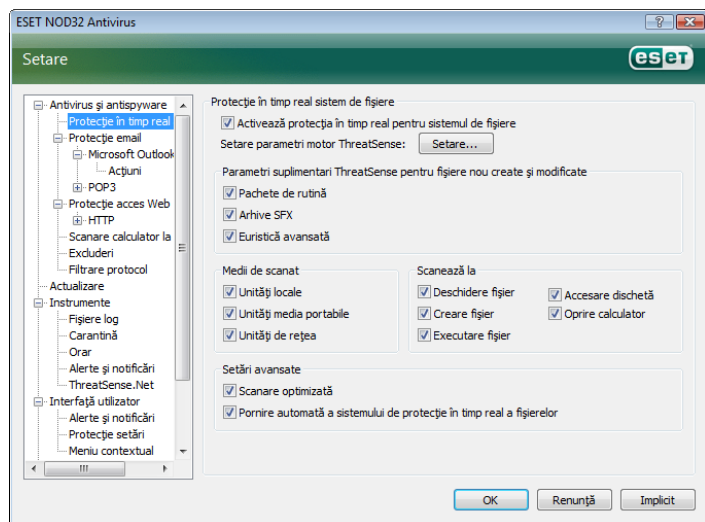 ESET NOD32 Antivirus
Setare
eseT
Antivirus și antispyware
Protecție în timp real
Protecție email
Microsoft Outlook
Acțiuni
POP3
Protecție acces Web
HTTP
Scanare calculator la
Excluderi
Filtrare protocol
Actualizare
Instrumente
Fișiere log
Carantină
Orar
Alerte și notificări
ThreatSense.Net
Interfață utilizator
Alerte și notificări
Protecție setări
Meniu contextual
Protecție în timp real sistem de fișiere
Activează protecția în timp real pentru sistemul de fișiere
Setare parametri motor ThreatSense: Setare...
Parametri suplimentari ThreatSense pentru fișiere nou create și modificate
Pachete de rutină
Arhive SFX
Euristică avansată
Medii de scanat
Unități locale
Unități media portabile
Unități de rețea
Scanează la
Deschidere fișier
Creare fișier
Executare fișier
Accesare dischetă
Oprire calculator
Setări avansate
Scanare optimizată
Pornire automată a sistemului de protecție în timp real a fișierelor
OK Renunță Implicit